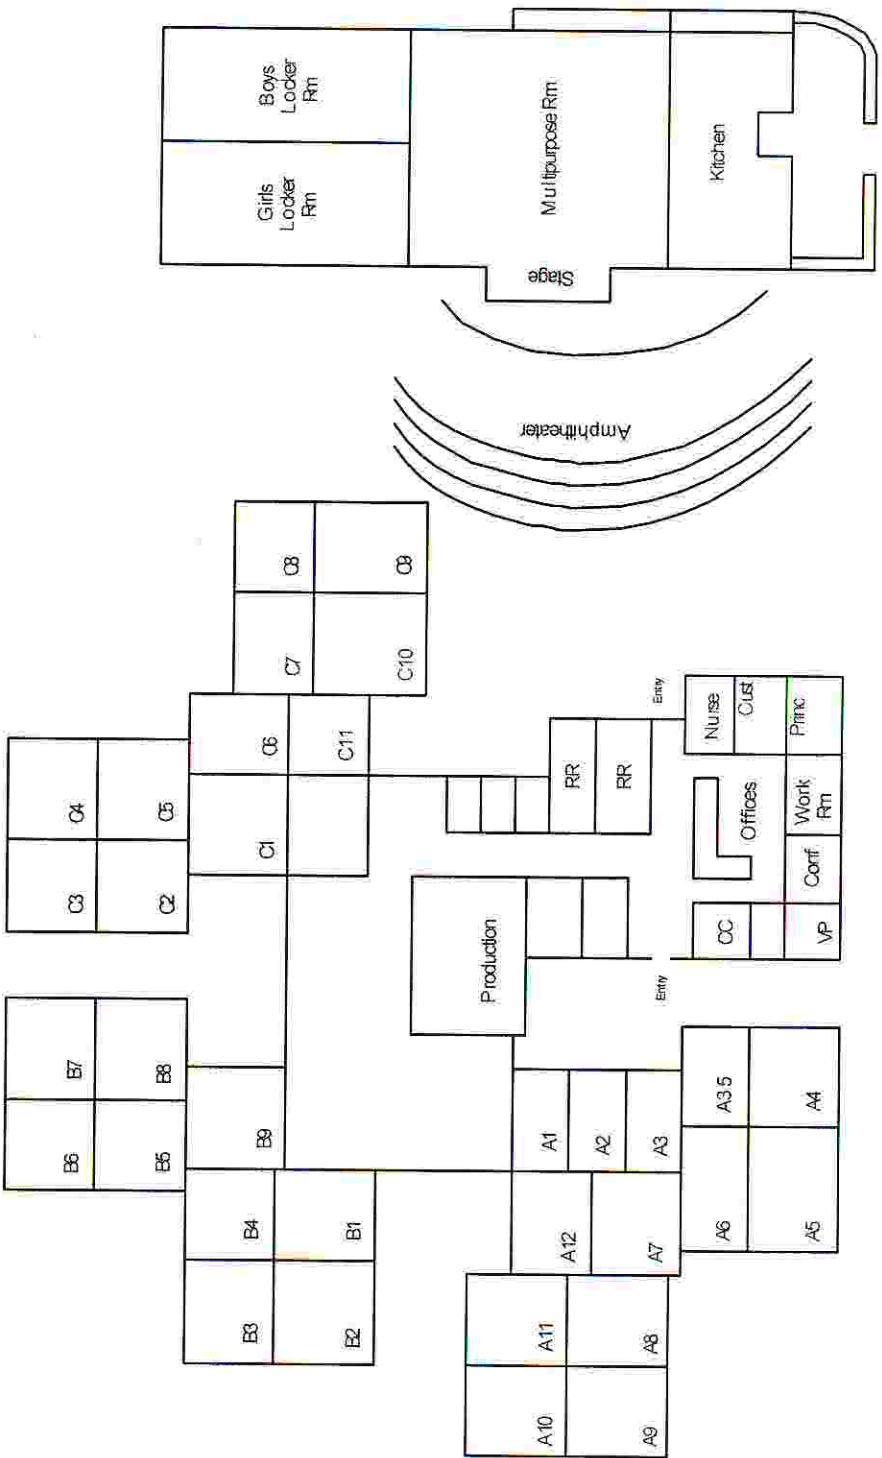 Boys
Locker
Rm
Girls
Locker
Rm
Multipurpose Rm
Kitchen
Stage
Amphitheater
C8
C9
C7
C10
C4
C5
C6
C11
C3
C2
C1
RR
RR
Entry
Nurse
Cust
Princ
Offices
Work
Rm
Conf
CC
VP
Production
Entry
B7
B8
B6
B5
B9
B4
B1
B3
B2
A1
A2
A3
A3.5
A4
A12
A7
A6
A5
A11
A8
A10
A9